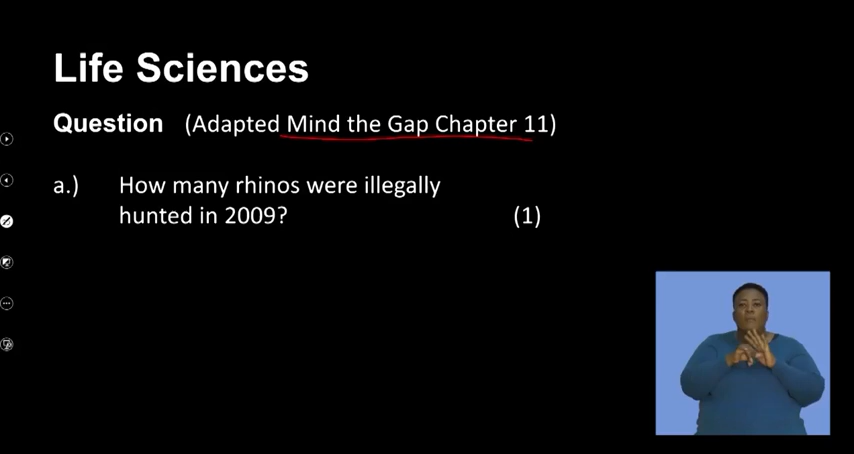 Life Sciences
Question (Adapted Mind the Gap Chapter 11)
a.) How many rhinos were illegally
hunted in 2009? (1)